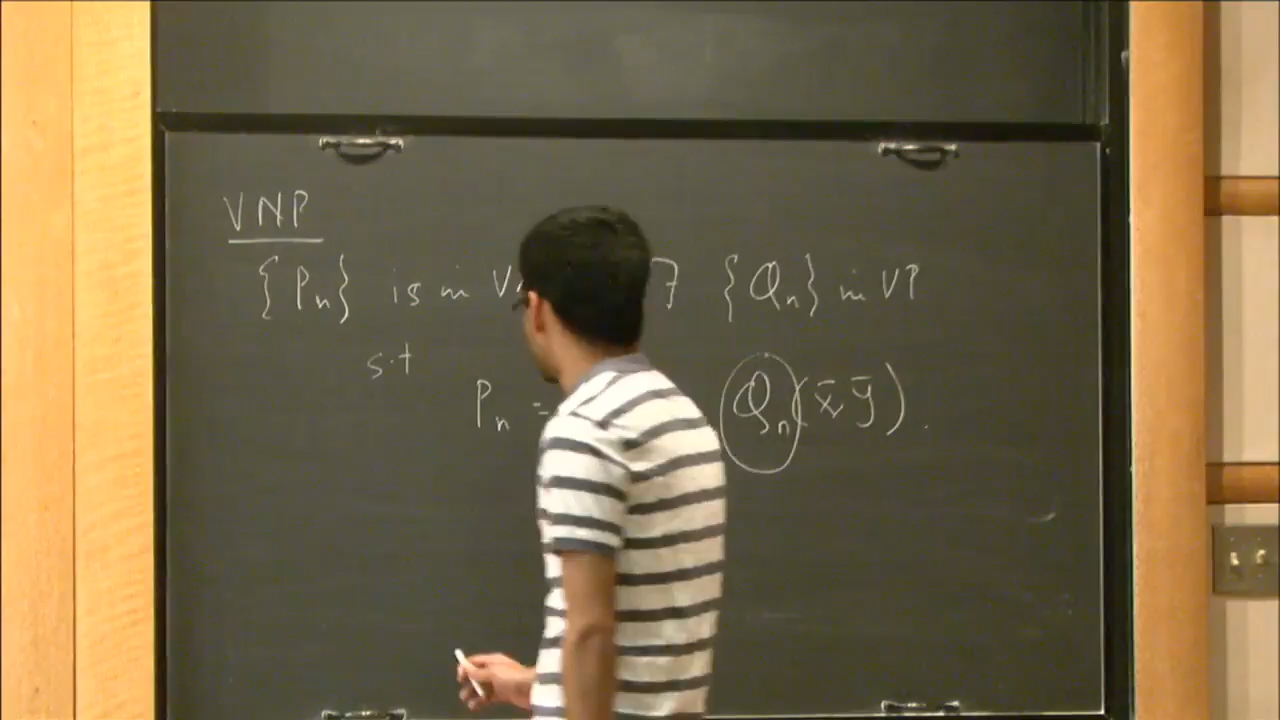 VNP
{Pn} is in V ∃ {Qn} in VP
s.t
Pn = Qn(x̄ ȳ).